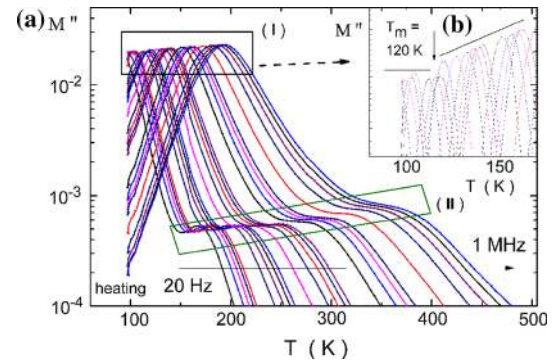 (a)
M"
( I )
M"
(b)
T_m =
120 K
100
150
T ( K )
10⁻²
10⁻³
10⁻⁴
( II )
1 MHz
heating
20 Hz
100 200 300 400 500
T ( K )